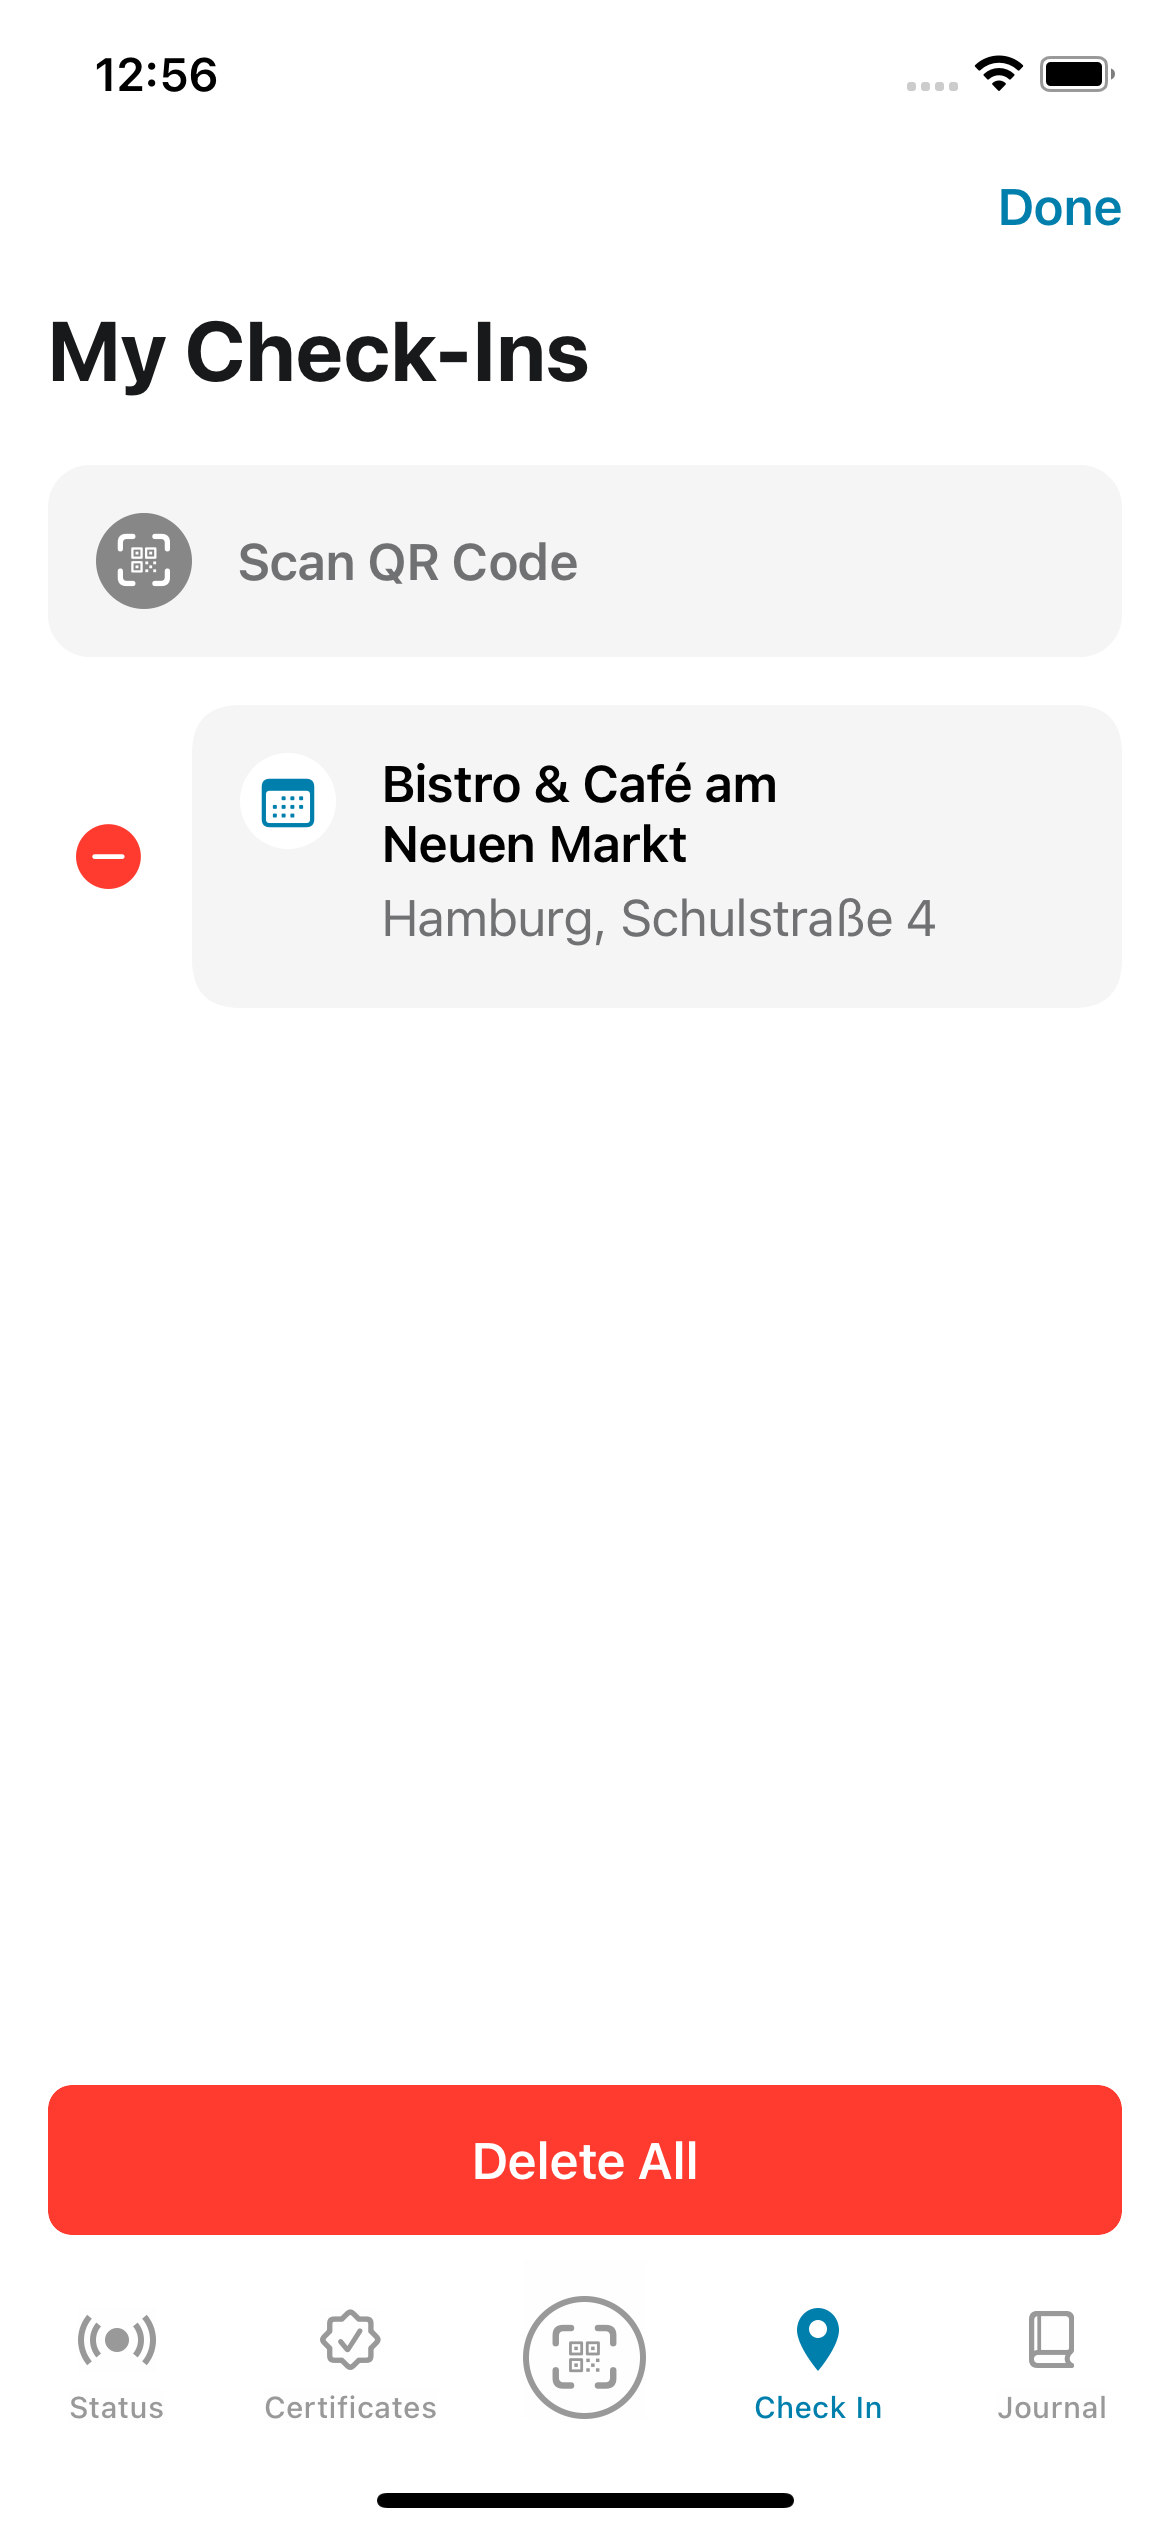 12:56
Done
My Check-Ins
Scan QR Code
Bistro & Café am
Neuen Markt
Hamburg, Schulstraße 4
Delete All
Status
Certificates
Check In
Journal